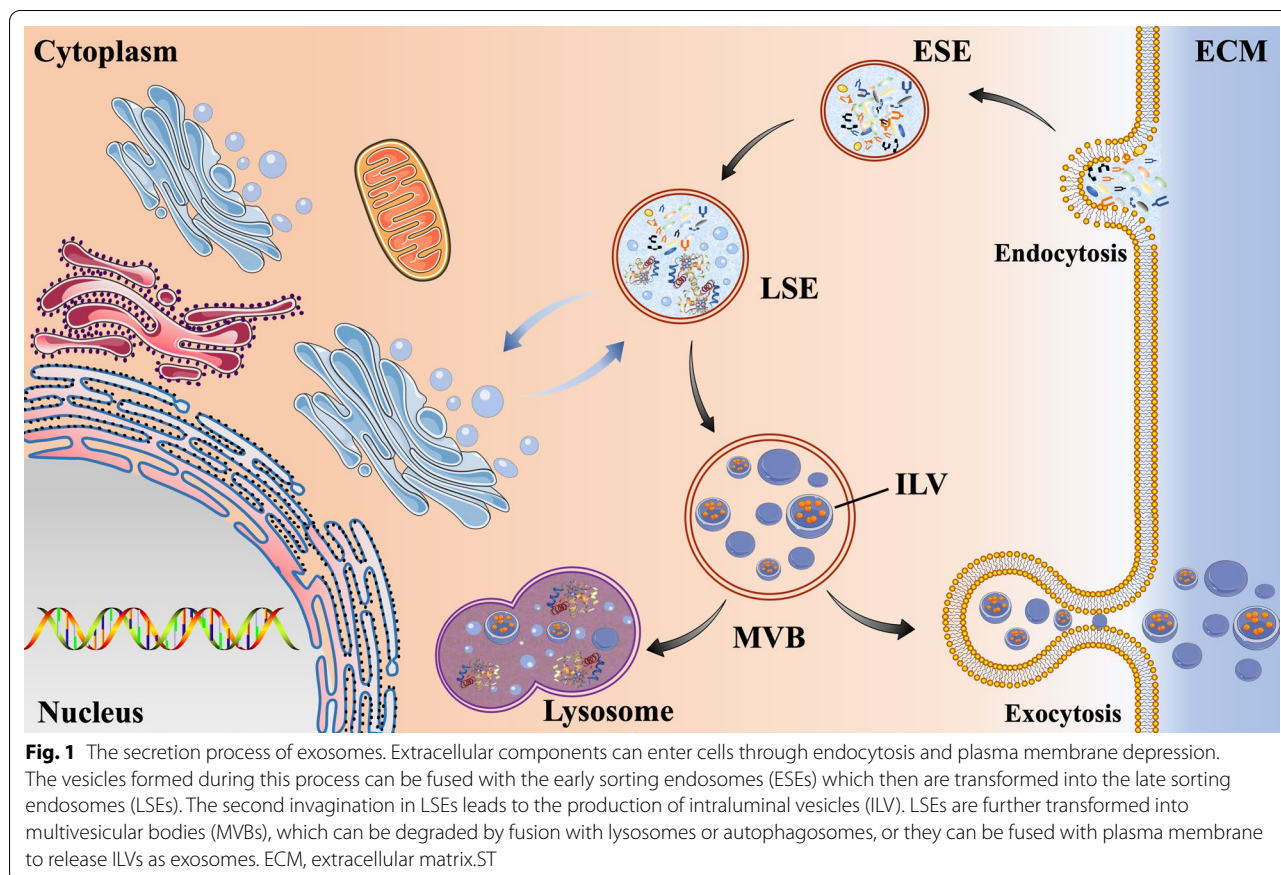 Cytoplasm
ESE
ECM
Endocytosis
LSE
ILV
MVB
Lysosome
Nucleus
Exocytosis
Fig. 1 The secretion process of exosomes. Extracellular components can enter cells through endocytosis and plasma membrane depression.
The vesicles formed during this process can be fused with the early sorting endosomes (ESEs) which then are transformed into the late sorting
endosomes (LSEs). The second invagination in LSEs leads to the production of intraluminal vesicles (ILV). LSEs are further transformed into
multivesicular bodies (MVBs), which can be degraded by fusion with lysosomes or autophagosomes, or they can be fused with plasma membrane
to release ILVs as exosomes. ECM, extracellular matrix.ST